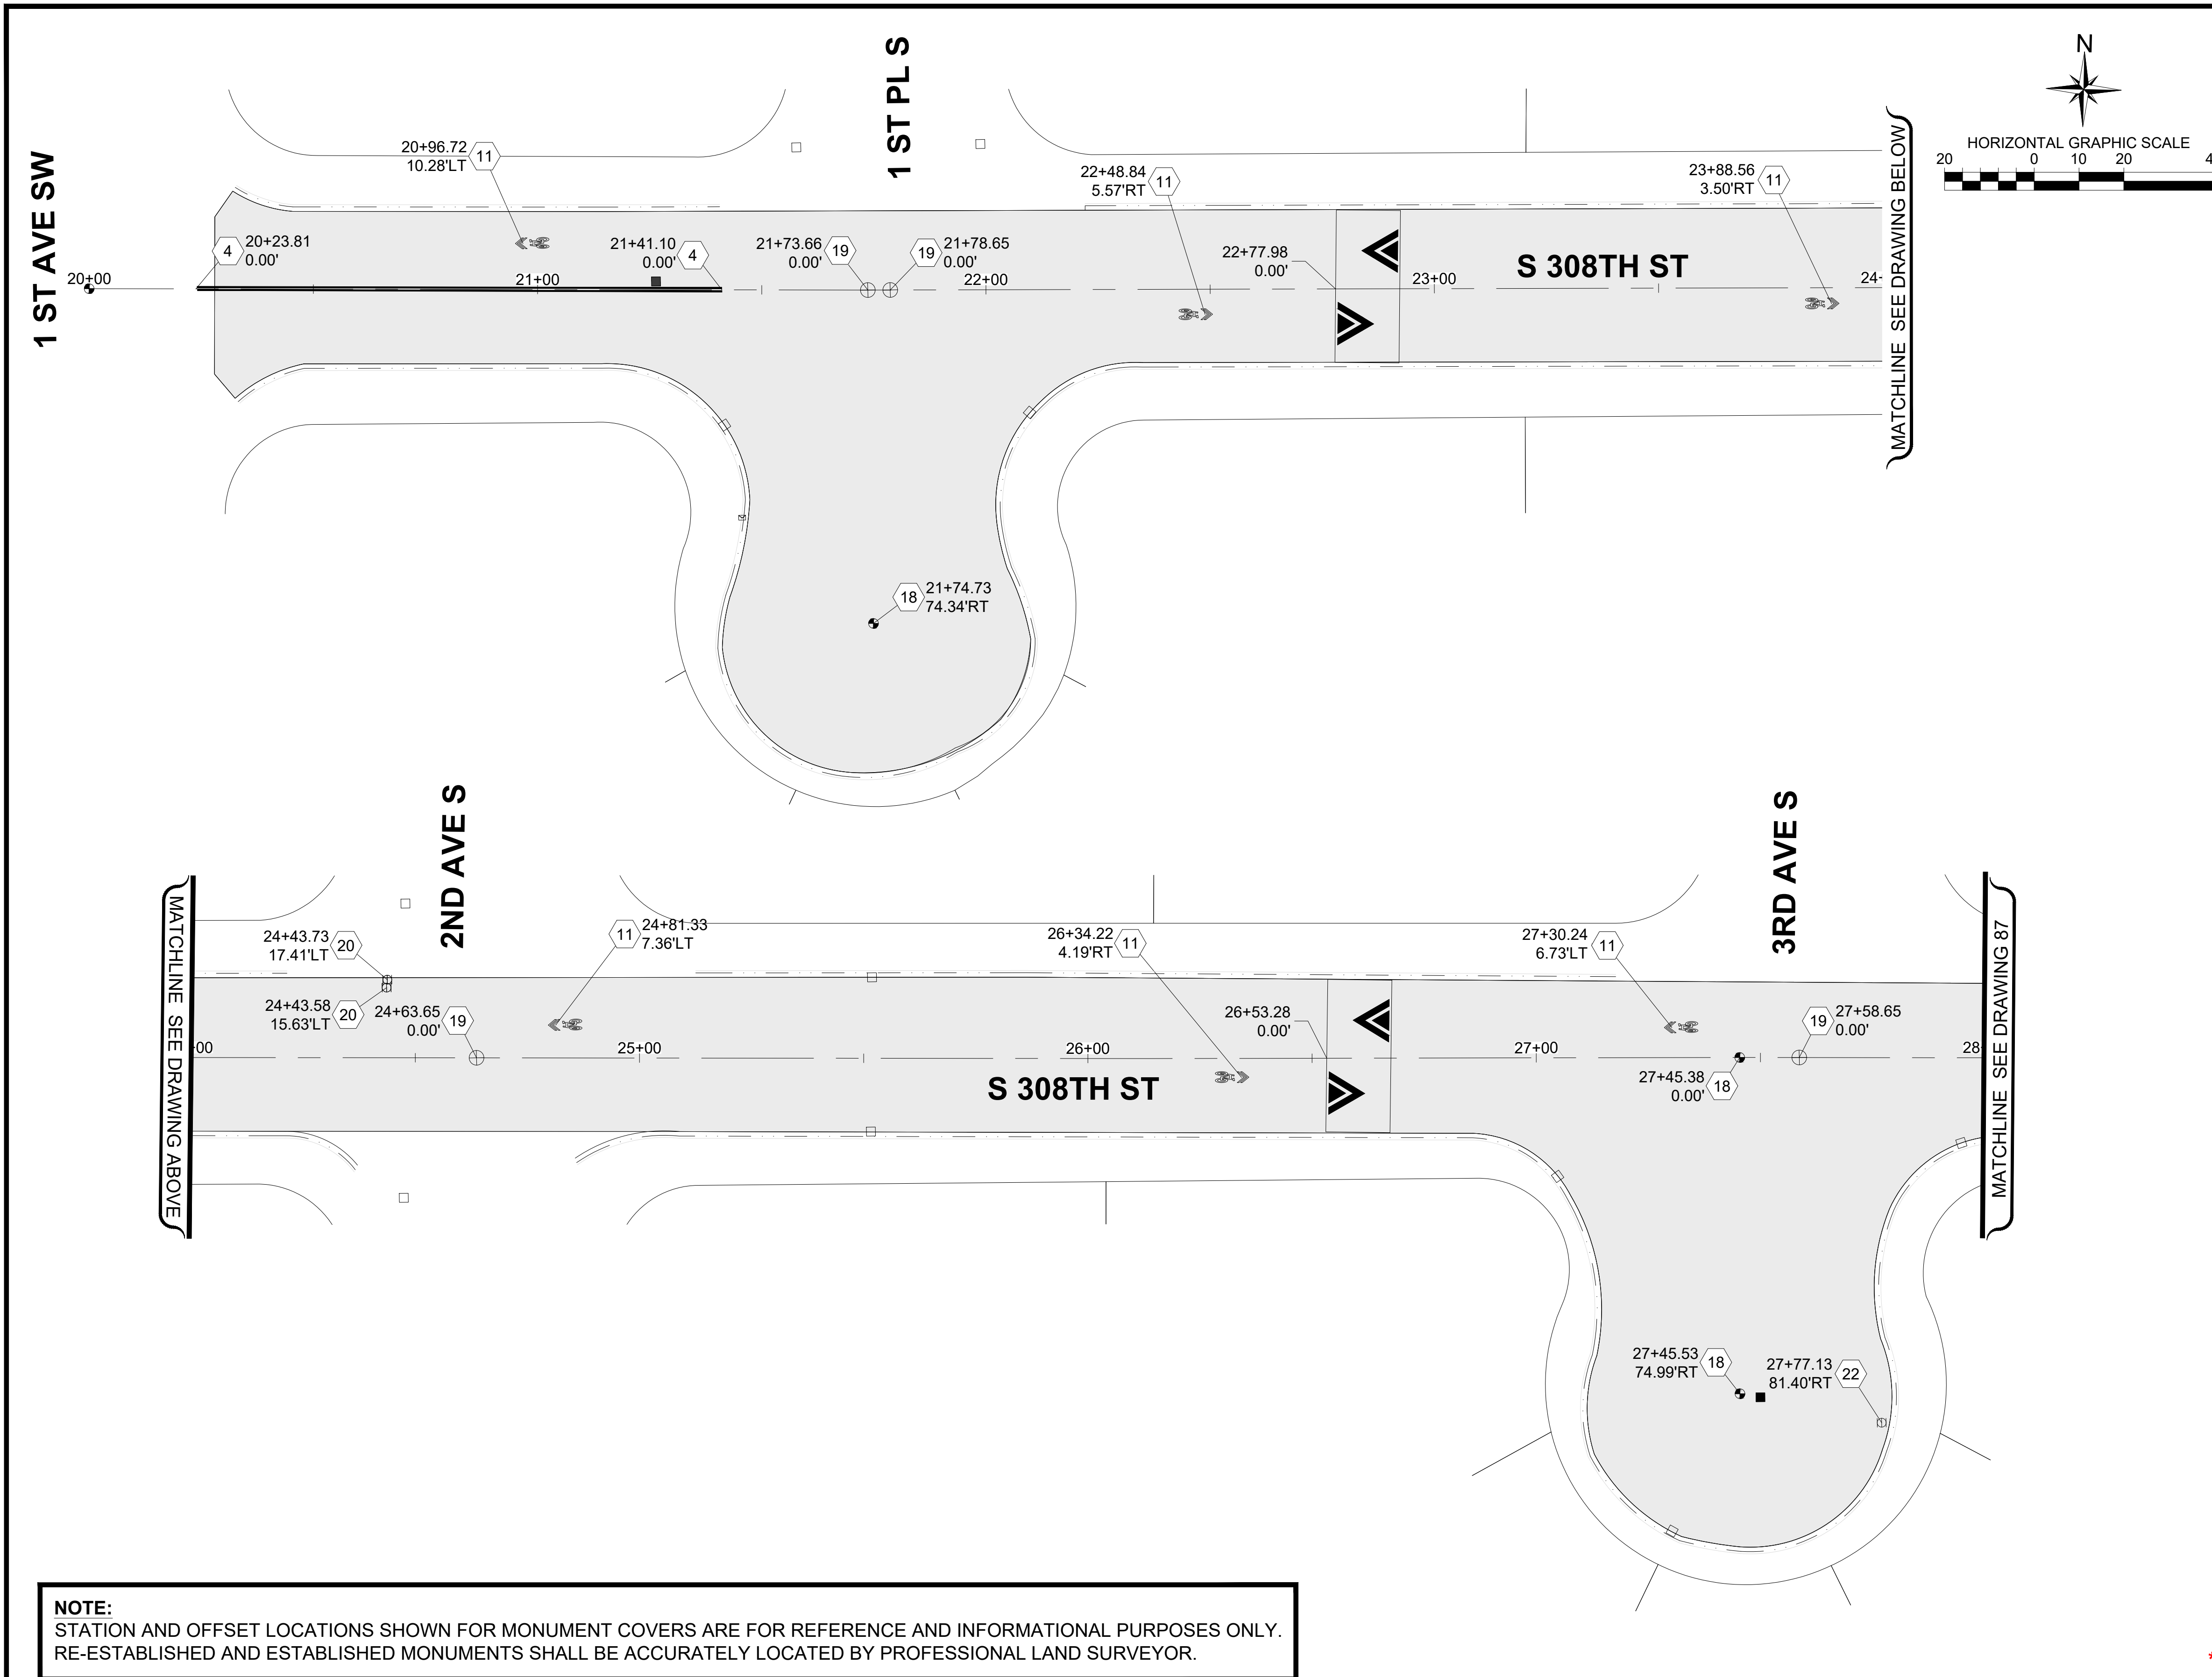 1 ST AVE SW
1 ST PL S
N
HORIZONTAL GRAPHIC SCALE
20 0 10 20
20+96.72
10.28'LT
11
22+48.84
5.57'RT
11
23+88.56
3.50'RT
11
4
20+23.81
0.00'
21+41.10
0.00'
4
21+73.66
0.00'
19
19
21+78.65
0.00'
22+77.98
0.00'
S 308TH ST
20+00
21+00
22+00
23+00
24+
MATCHLINE SEE DRAWING BELOW
18
21+74.73
74.34'RT
2ND AVE S
3RD AVE S
MATCHLINE SEE DRAWING ABOVE
24+43.73
17.41'LT
20
24+43.58
15.63'LT
20
24+63.65
0.00'
19
11
24+81.33
7.36'LT
26+34.22
4.19'RT
11
26+53.28
0.00'
27+30.24
6.73'LT
11
19
27+58.65
0.00'
+00
25+00
26+00
27+00
28
S 308TH ST
27+45.38
0.00'
18
MATCHLINE SEE DRAWING 87
27+45.53
74.99'RT
18
27+77.13
81.40'RT
22
NOTE:
STATION AND OFFSET LOCATIONS SHOWN FOR MONUMENT COVERS ARE FOR REFERENCE AND INFORMATIONAL PURPOSES ONLY.
RE-ESTABLISHED AND ESTABLISHED MONUMENTS SHALL BE ACCURATELY LOCATED BY PROFESSIONAL LAND SURVEYOR.